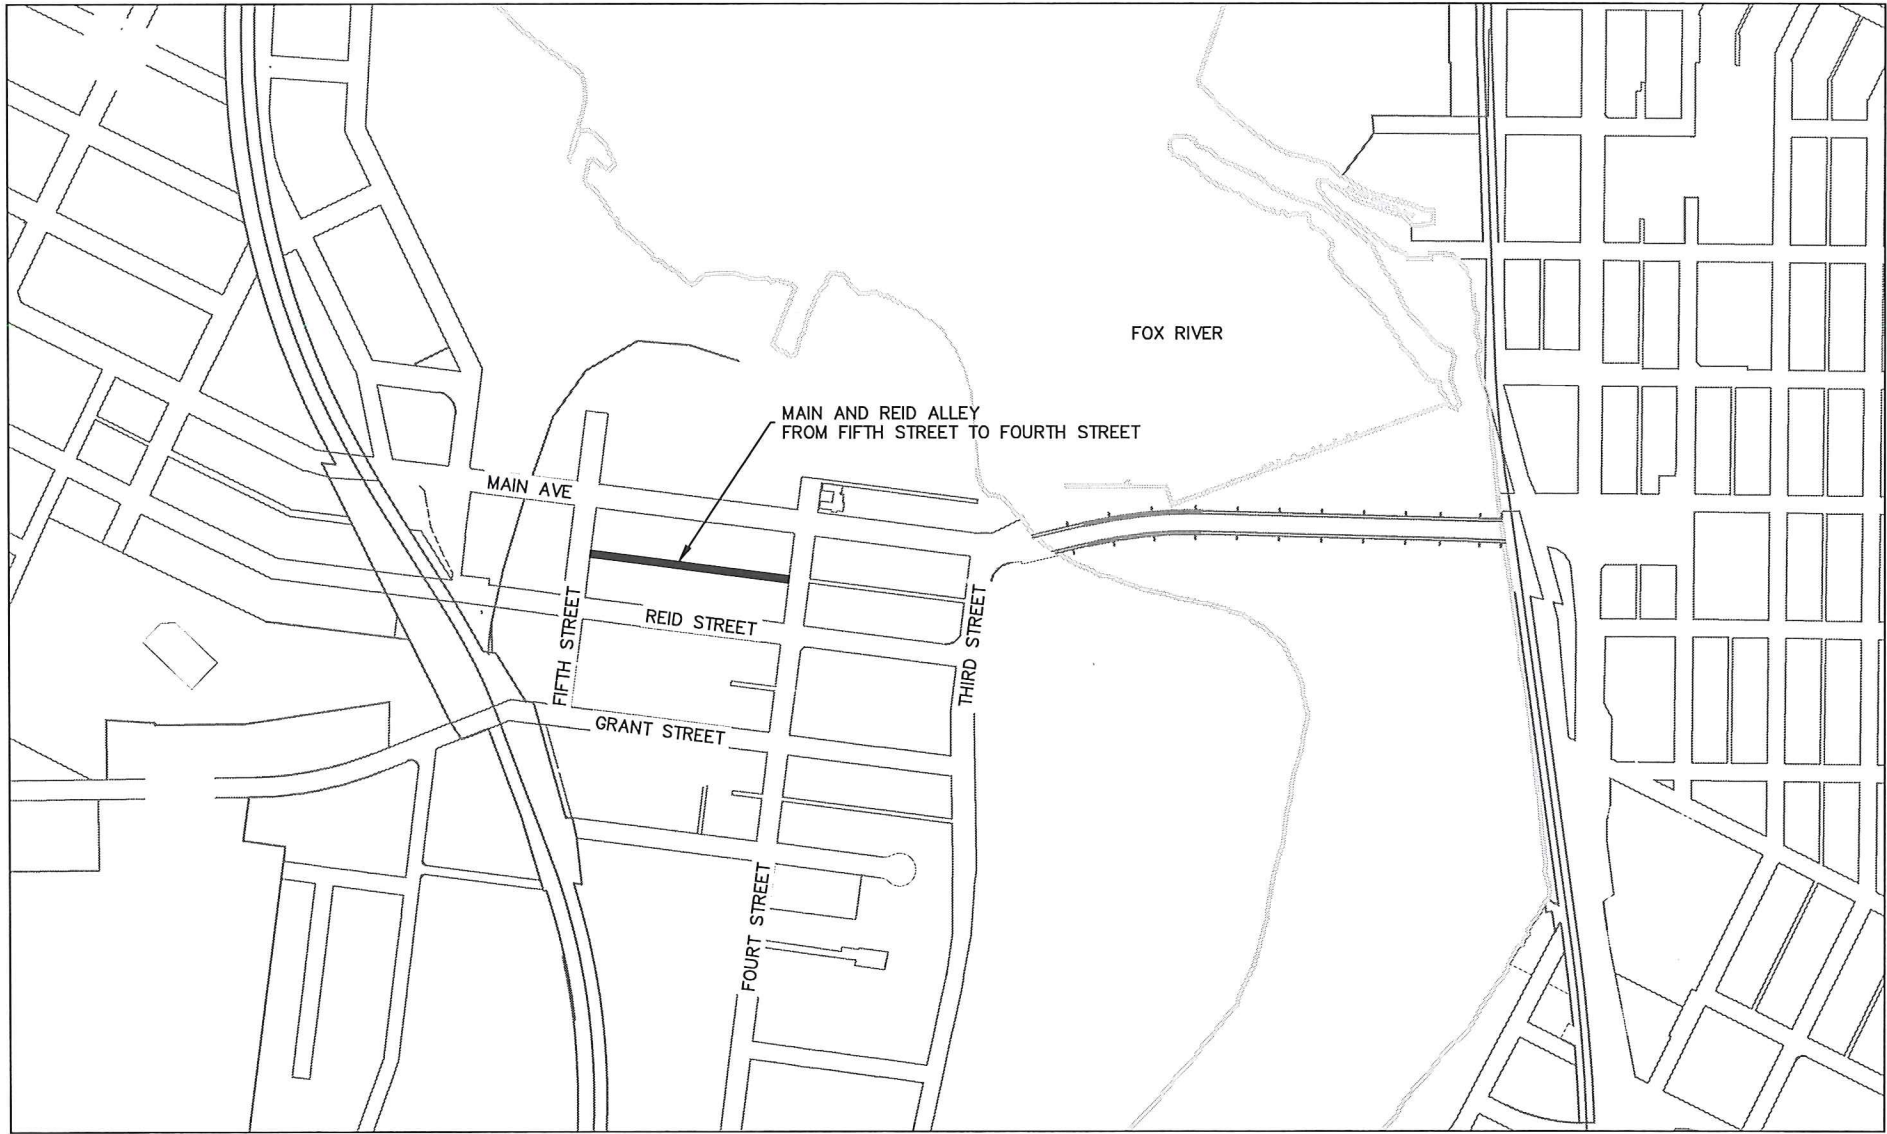 FOX RIVER
MAIN AND REID ALLEY
FROM FIFTH STREET TO FOURTH STREET
MAIN AVE
REID STREET
FIFTH STREET
THIRD STREET
GRANT STREET
FOURT STREET